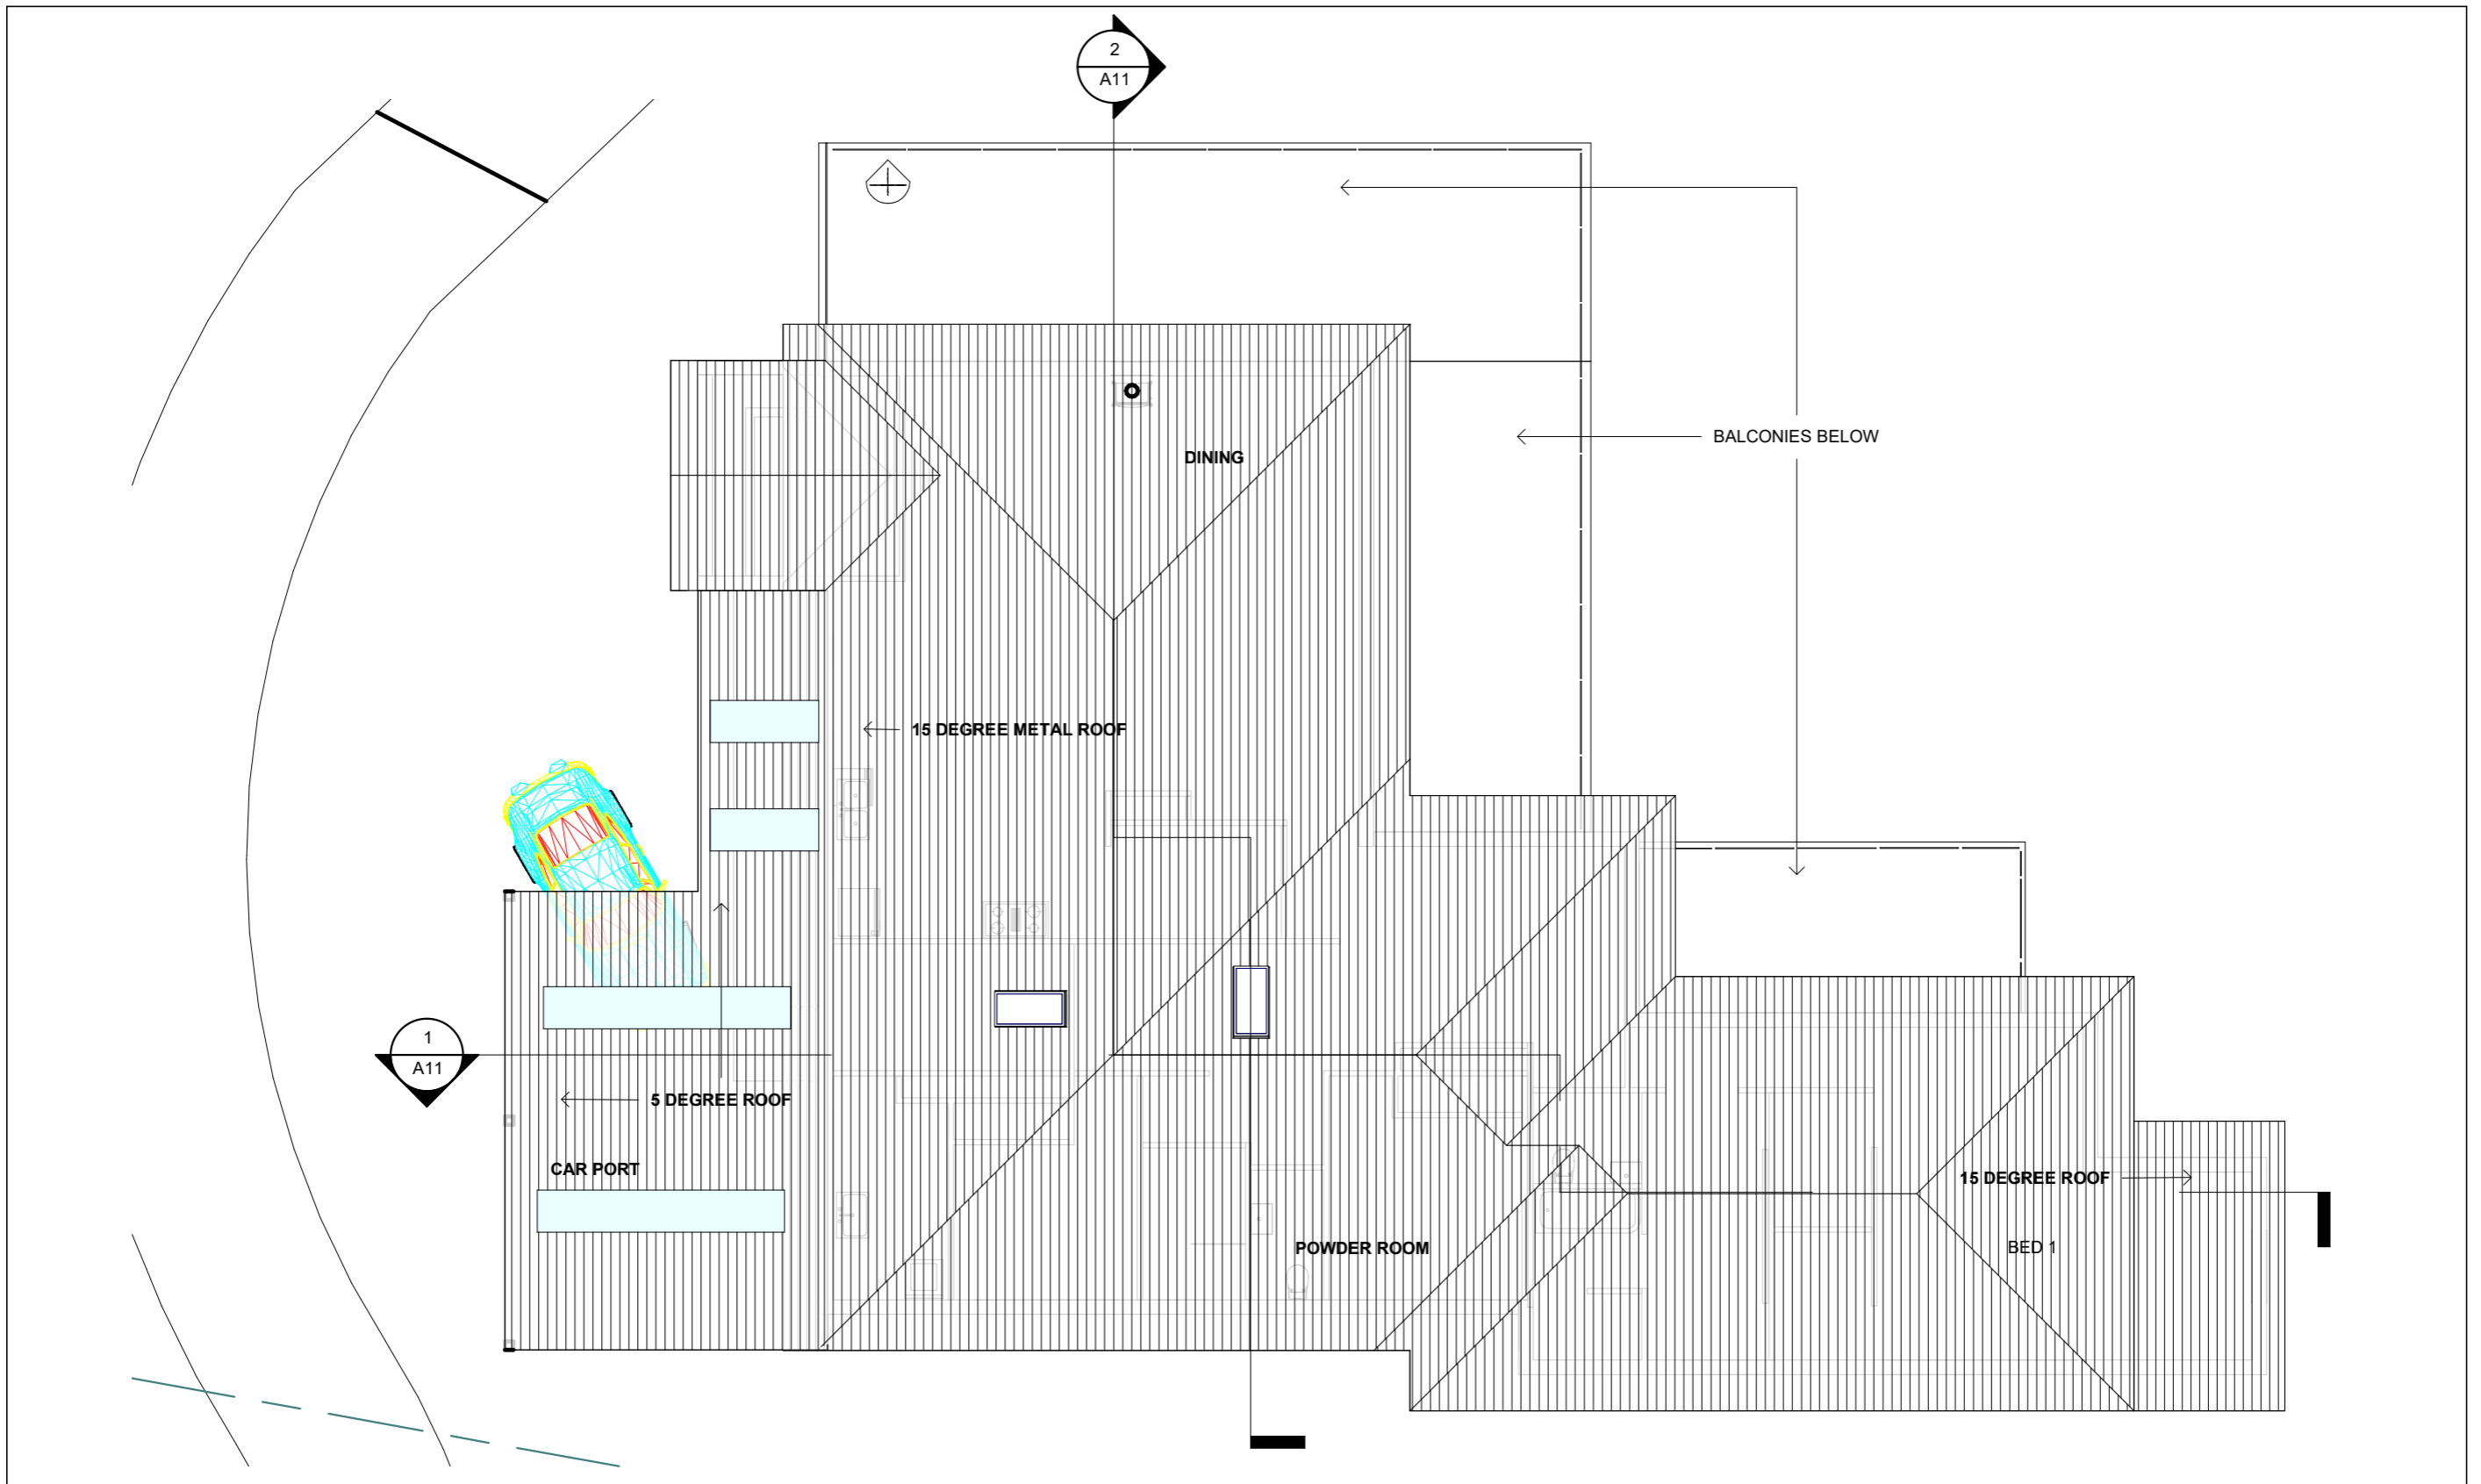 2
A11
BALCONIES BELOW
DINING
15 DEGREE METAL ROOF
1
A11
5 DEGREE ROOF
CAR PORT
15 DEGREE ROOF
POWDER ROOM
BED 1